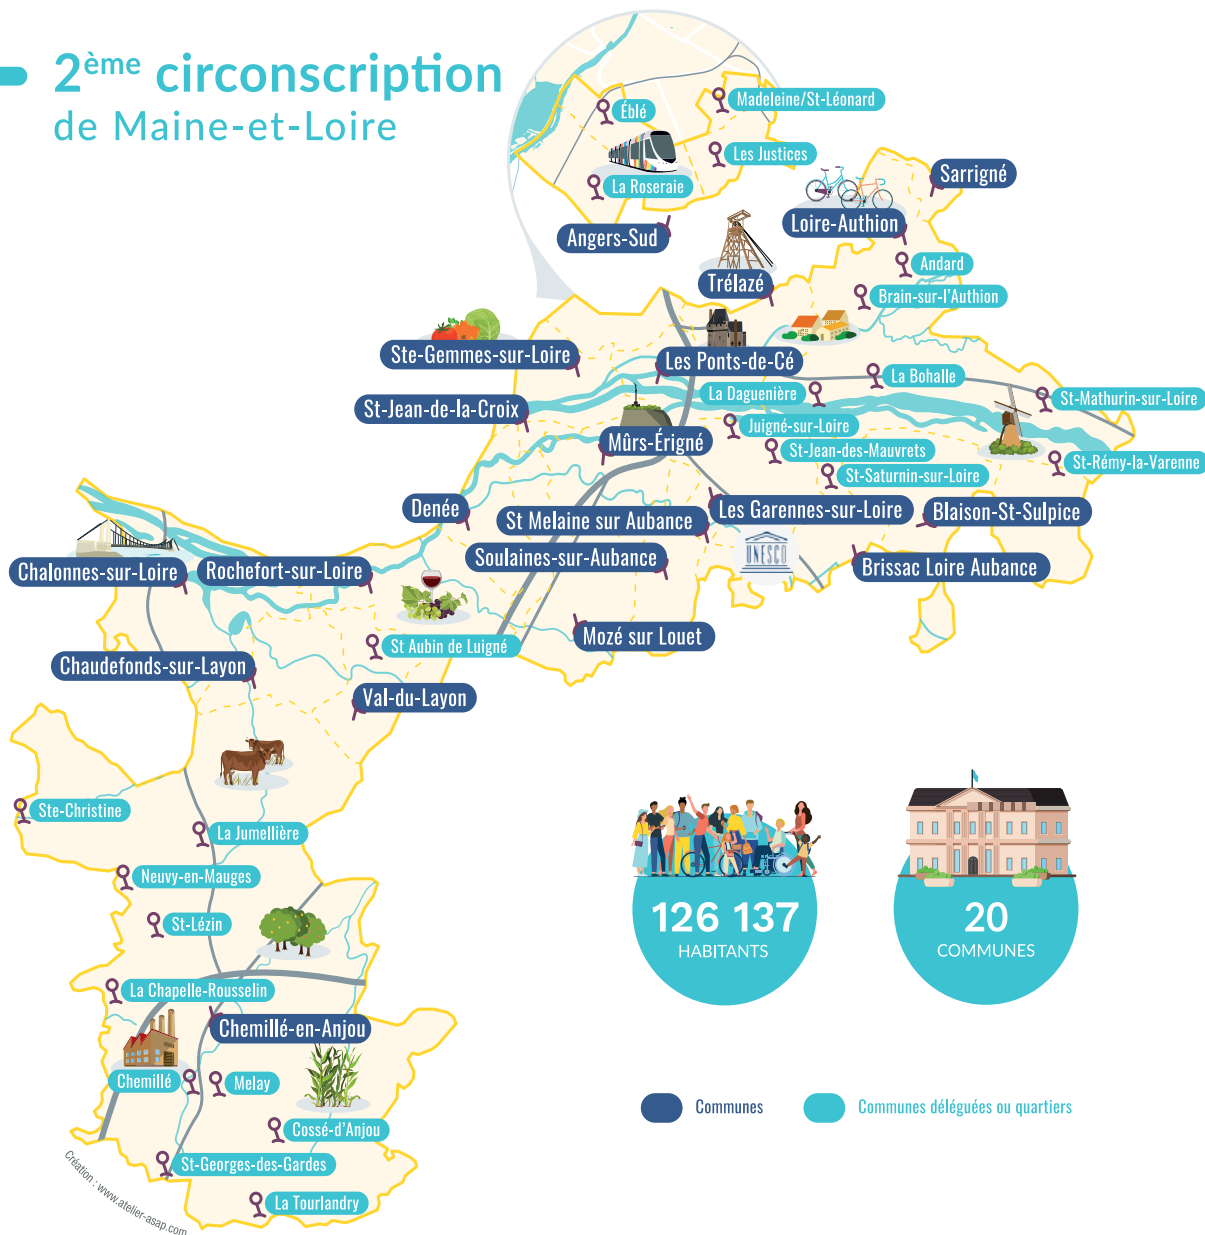 2ème circonscription
de Maine-et-Loire
Éblé
Madeleine/St-Léonard
Les Justices
La Roseraie
Angers-Sud
Sarrigné
Loire-Authion
Trélazé
Andard
Brain-sur-l'Authion
Ste-Gemmes-sur-Loire
Les Ponts-de-Cé
La Bohalle
La Daguenière
St-Mathurin-sur-Loire
St-Jean-de-la-Croix
Juigné-sur-Loire
Mûrs-Érigné
St-Jean-des-Mauvrets
St-Rémy-la-Varenne
St-Saturnin-sur-Loire
Denée
St Melaine sur Aubance
Les Garennes-sur-Loire
Blaison-St-Sulpice
UNESCO
Soulaines-sur-Aubance
Brissac Loire Aubance
Chalonnes-sur-Loire
Rochefort-sur-Loire
St Aubin de Luigné
Mozé sur Louet
Chaudefonds-sur-Layon
Val-du-Layon
Ste-Christine
La Jumellière
Neuvy-en-Mauges
St-Lézin
126 137
HABITANTS
20
COMMUNES
La Chapelle-Rousselin
Chemillé-en-Anjou
Chemillé
Melay
Communes
Communes déléguées ou quartiers
Cossé-d'Anjou
St-Georges-des-Gardes
La Tourlandry
Création : www.atelier-asap.com